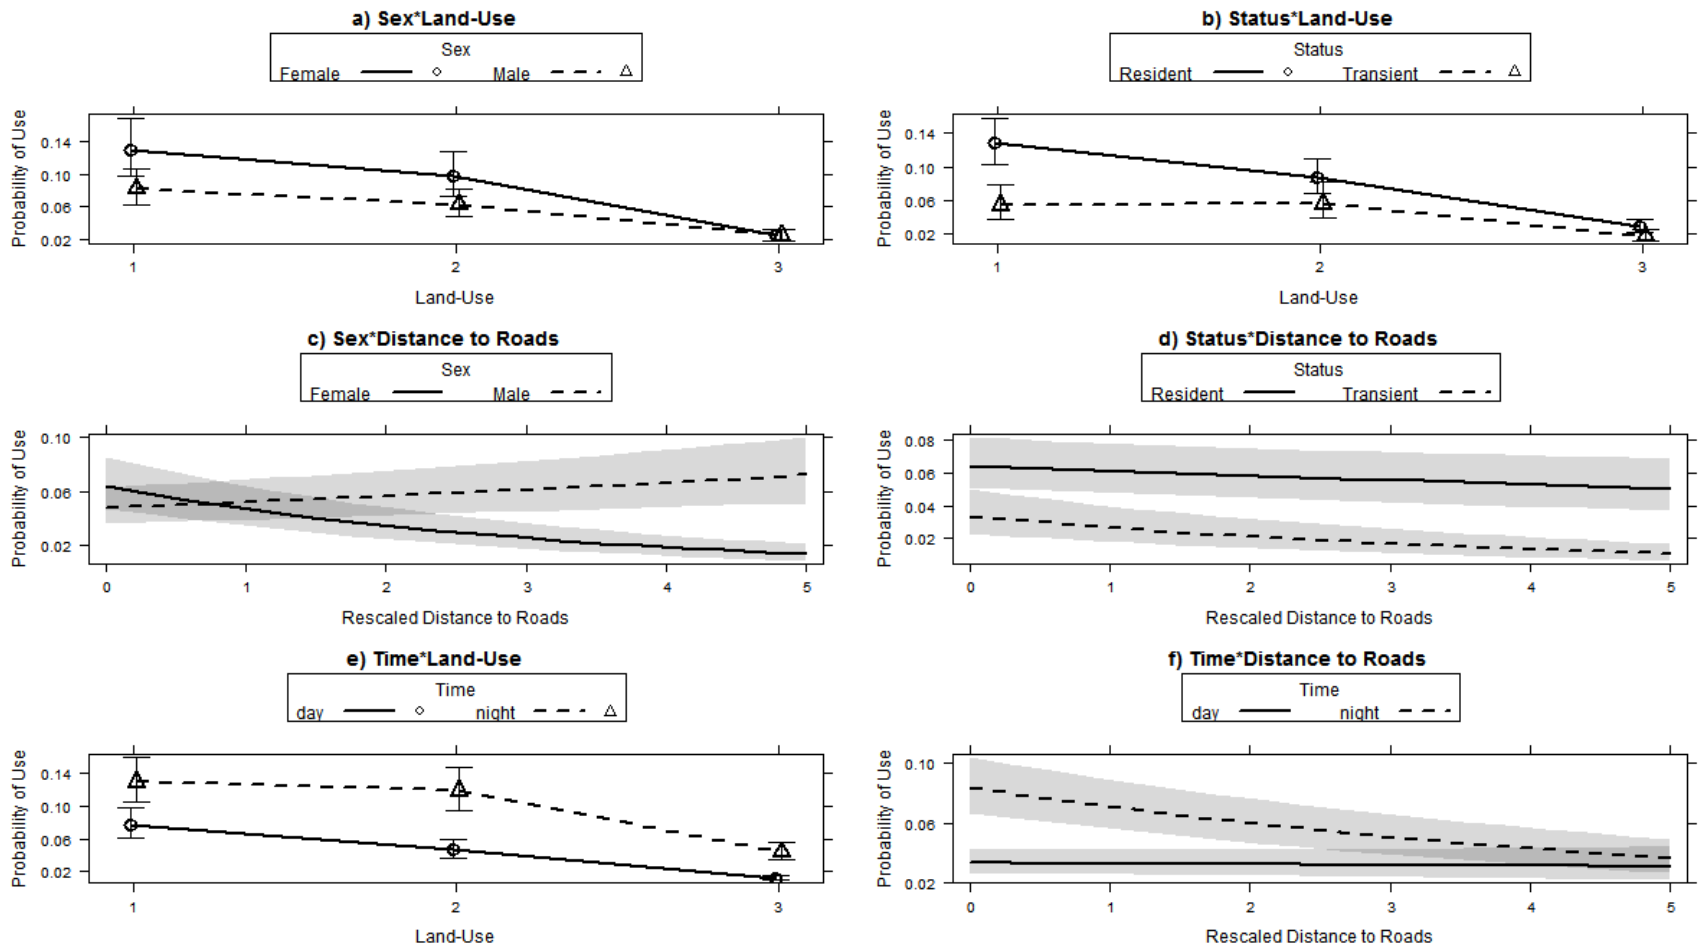 a) Sex*Land-Use
Sex
Female Male
Probability of Use
0.14
0.10
0.06
0.02
1 2 3
Land-Use
b) Status*Land-Use
Status
Resident Transient
Probability of Use
0.14
0.10
0.06
0.02
1 2 3
Land-Use
c) Sex*Distance to Roads
Sex
Female Male
Probability of Use
0.10
0.06
0.02
0 1 2 3 4 5
Rescaled Distance to Roads
d) Status*Distance to Roads
Status
Resident Transient
Probability of Use
0.08
0.06
0.04
0.02
0 1 2 3 4 5
Rescaled Distance to Roads
e) Time*Land-Use
Time
day night
Probability of Use
0.14
0.10
0.06
0.02
1 2 3
Land-Use
f) Time*Distance to Roads
Time
day night
Probability of Use
0.10
0.06
0.02
0 1 2 3 4 5
Rescaled Distance to Roads